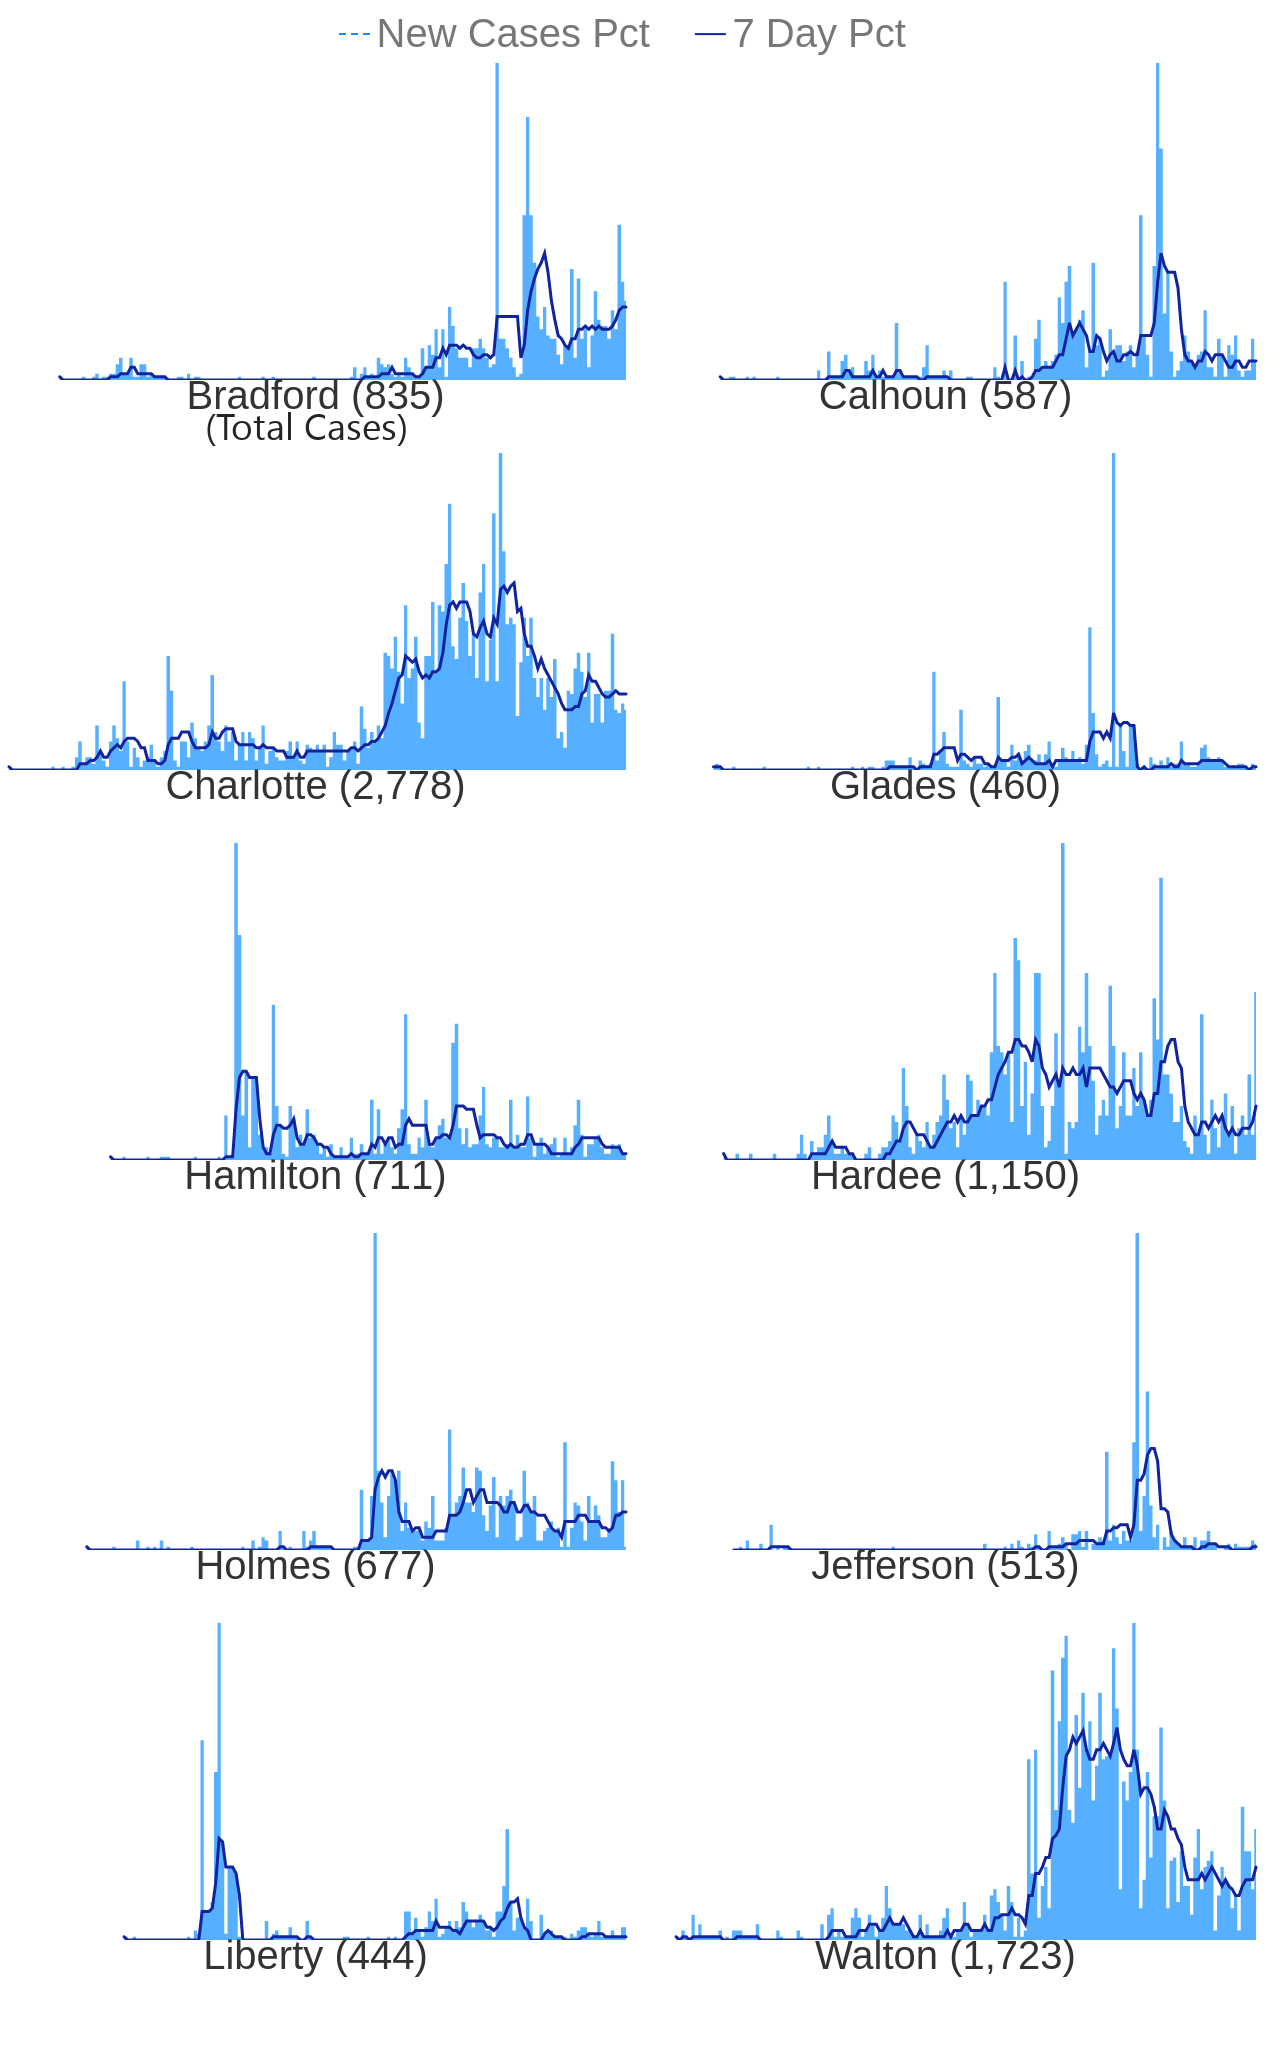 New Cases Pct 7 Day Pct
Bradford (835) Calhoun (587)
(Total Cases)
Charlotte (2,778) Glades (460)
Hamilton (711) Hardee (1,150)
Holmes (677) Jefferson (513)
Liberty (444) Walton (1,723)